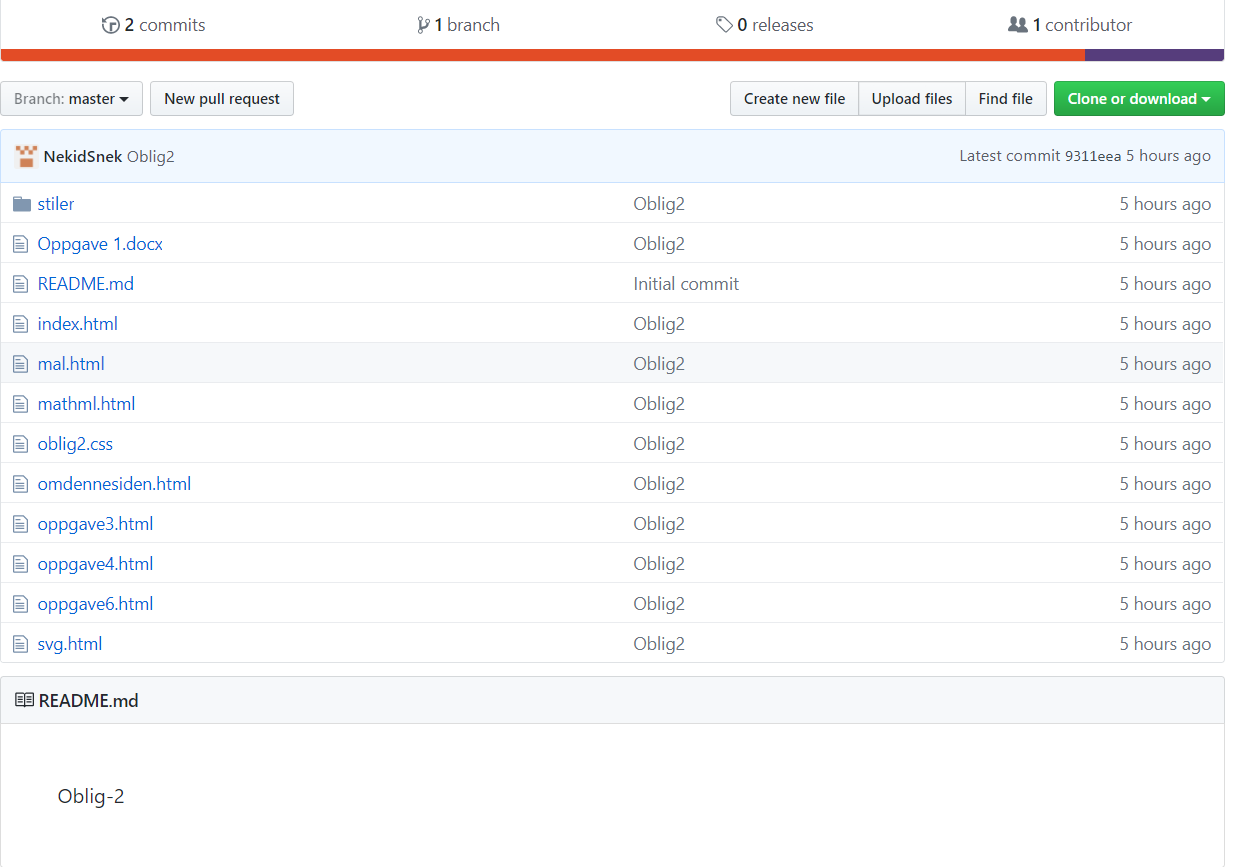 2 commits 1 branch 0 releases 1 contributor
Branch: master New pull request Create new file Upload files Find file Clone or download
NekidSnek Oblig2 Latest commit 9311eea 5 hours ago
stiler Oblig2 5 hours ago
Oppgave 1.docx Oblig2 5 hours ago
README.md Initial commit 5 hours ago
index.html Oblig2 5 hours ago
mal.html Oblig2 5 hours ago
mathml.html Oblig2 5 hours ago
oblig2.css Oblig2 5 hours ago
omdennesiden.html Oblig2 5 hours ago
oppgave3.html Oblig2 5 hours ago
oppgave4.html Oblig2 5 hours ago
oppgave6.html Oblig2 5 hours ago
svg.html Oblig2 5 hours ago
README.md
Oblig-2